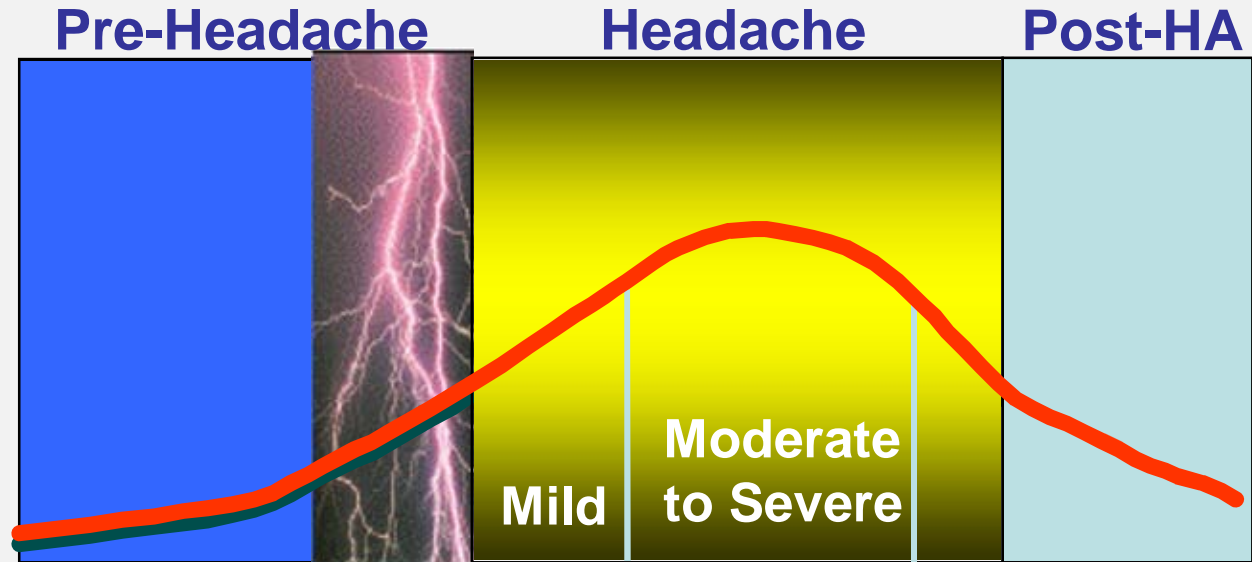 Pre-Headache
Headache
Post-HA
Mild
Moderate
to Severe